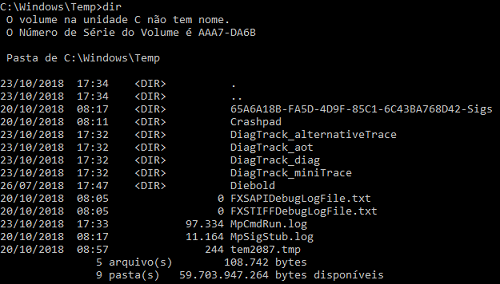 C:\Windows\Temp>dir
O volume na unidade C não tem nome.
O Número de Série do Volume é AAA7-DA6B
Pasta de C:\Windows\Temp
23/10/2018 17:34 <DIR> .
23/10/2018 17:34 <DIR> ..
20/10/2018 08:17 <DIR> 65A6A18B-FA5D-4D9F-85C1-6C43BA768D42-Sigs
20/10/2018 08:11 <DIR> Crashpad
23/10/2018 17:32 <DIR> DiagTrack_alternativeTrace
23/10/2018 17:32 <DIR> DiagTrack_aot
23/10/2018 17:32 <DIR> DiagTrack_diag
23/10/2018 17:32 <DIR> DiagTrack_miniTrace
26/07/2018 17:47 <DIR> Diebold
20/10/2018 08:05 0 FXSAPIDebugLogFile.txt
20/10/2018 08:05 0 FXSTIFFDebugLogFile.txt
23/10/2018 17:33 97.334 MpCmdRun.log
20/10/2018 08:17 11.164 MpSigStub.log
20/10/2018 08:57 244 tem2087.tmp
5 arquivo(s) 108.742 bytes
9 pasta(s) 59.703.947.264 bytes disponíveis